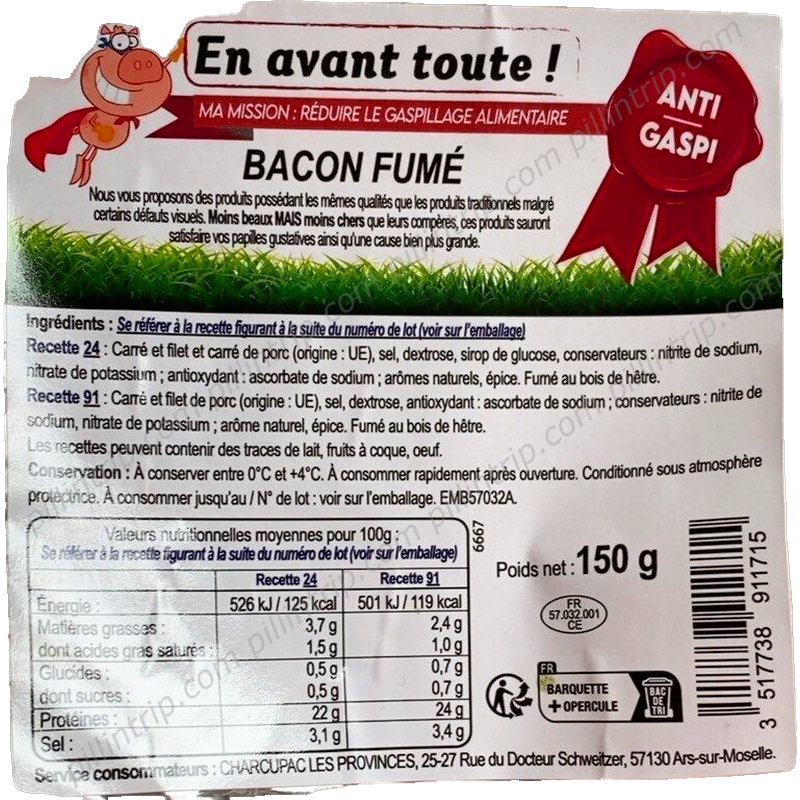 En avant toute !
MA MISSION : RÉDUIRE LE GASPILLAGE ALIMENTAIRE
ANTI
GASPI
BACON FUMÉ
Nous vous proposons des produits possédant les mêmes qualités que les produits traditionnels malgré
certains défauts visuels. Moins beaux MAIS moins chers que leurs compères, ces produits sauront
satisfaire vos papilles gustatives ainsi qu'une cause bien plus grande.
Ingrédients : Se référer à la recette figurant à la suite du numéro de lot (voir sur l'emballage)
Recette 24 : Carré et filet et carré de porc (origine : UE), sel, dextrose, sirop de glucose, conservateurs : nitrite de sodium,
nitrate de potassium ; antioxydant : ascorbate de sodium ; arômes naturels, épice. Fumé au bois de hêtre.
Recette 91 : Carré et filet de porc (origine : UE), sel, dextrose, antioxydant : ascorbate de sodium ; conservateurs : nitrite de
sodium, nitrate de potassium ; arôme naturel, épice. Fumé au bois de hêtre.
Les recettes peuvent contenir des traces de lait, fruits à coque, oeuf.
Conservation : À conserver entre 0°C et +4°C. À consommer rapidement après ouverture. Conditionné sous atmosphère
protectrice. À consommer jusqu'au / N° de lot : voir sur l'emballage. EMB57032A.
Valeurs nutritionnelles moyennes pour 100g :
Se référer à la recette figurant à la suite du numéro de lot (voir sur l'emballage)
Recette 24 Recette 91
Énergie : 526 kJ / 125 kcal 501 kJ / 119 kcal
Matières grasses : 3,7 g 2,4 g
dont acides gras saturés : 1,5 g 1,0 g
Glucides : 0,5 g 0,7 g
dont sucres : 0,5 g 0,7 g
Protéines : 22 g 24 g
Sel : 3,1 g 3,4 g
6667
Poids net : 150 g
FR
57.032.001
CE
FR
BARQUETTE
+ OPERCULE
BAC
DE
TRI
3 517738 911715
Service consommateurs : CHARCUPAC LES PROVINCES, 25-27 Rue du Docteur Schweitzer, 57130 Ars-sur-Moselle.
pillintrip.com